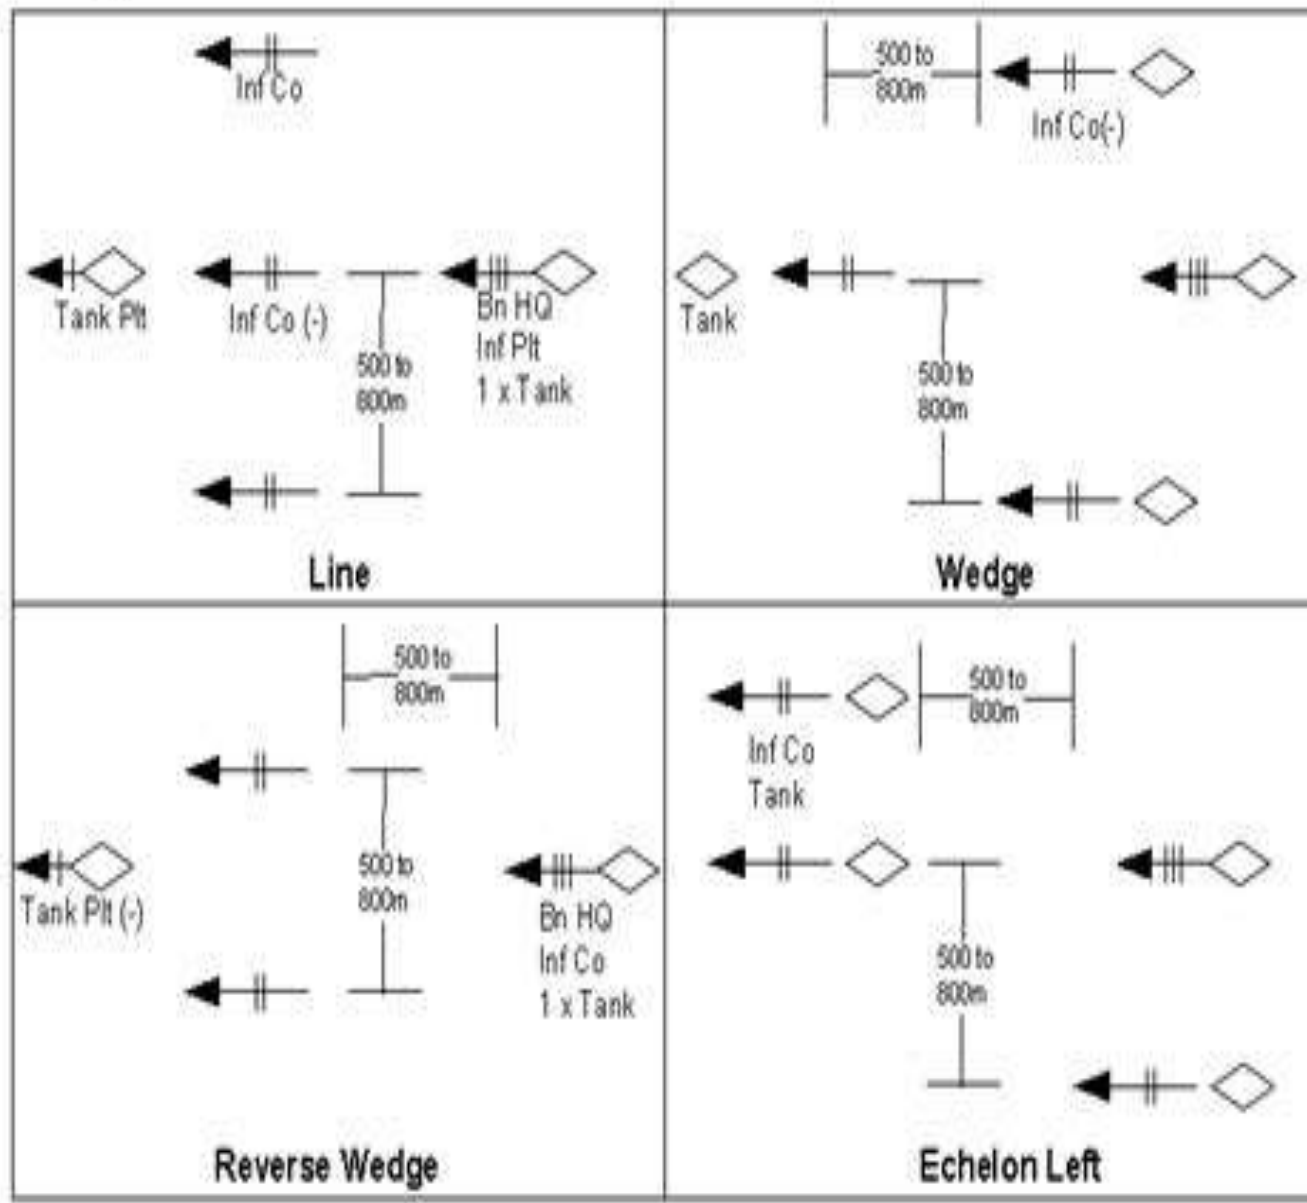 Inf Co
Tank Plt
Inf Co (-)
Bn HQ
Inf Plt
1 x Tank
500 to
800m
Line
500 to
800m
Inf Co(-)
Tank
500 to
800m
Wedge
500 to
800m
Tank Plt (-)
500 to
800m
Bn HQ
Inf Co
1 x Tank
Reverse Wedge
500 to
800m
Inf Co
Tank
500 to
800m
Echelon Left